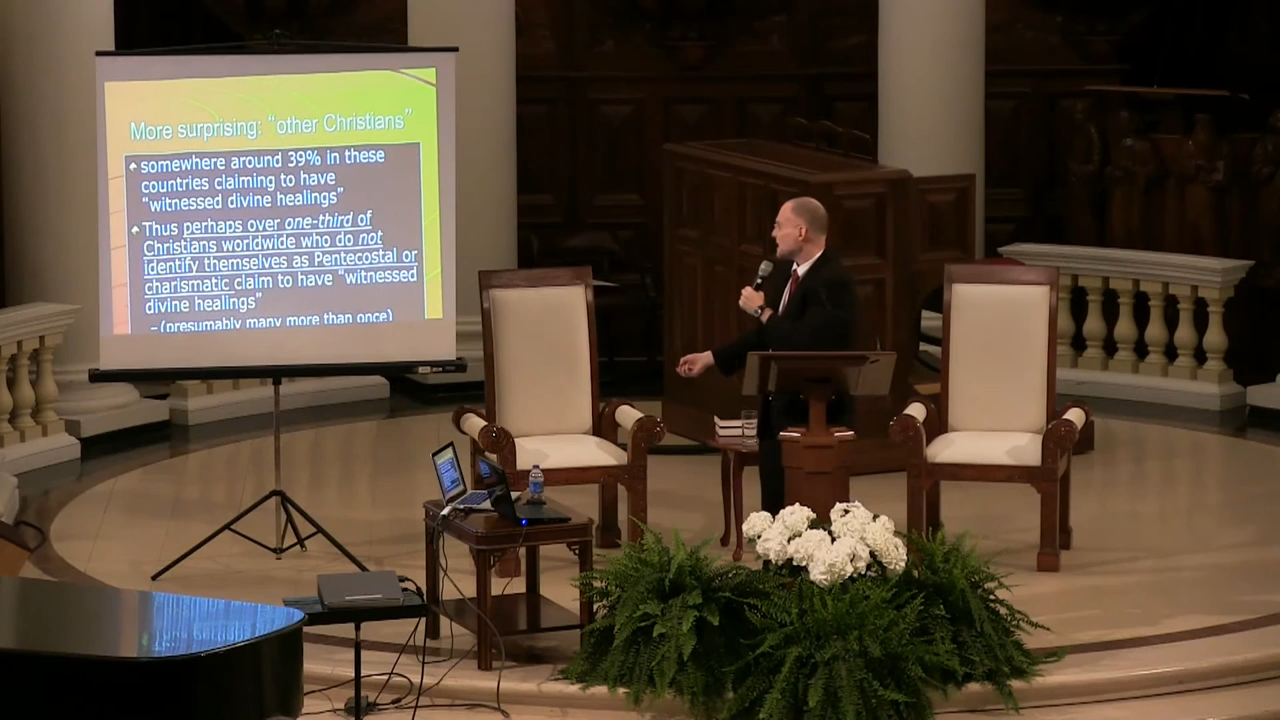 More surprising: “other Christians”
somewhere around 39% in these
countries claiming to have
“witnessed divine healings”
Thus perhaps over one-third of
Christians worldwide who do not
identify themselves as Pentecostal or
charismatic claim to have “witnessed
divine healings”
–(presumably many more than once)